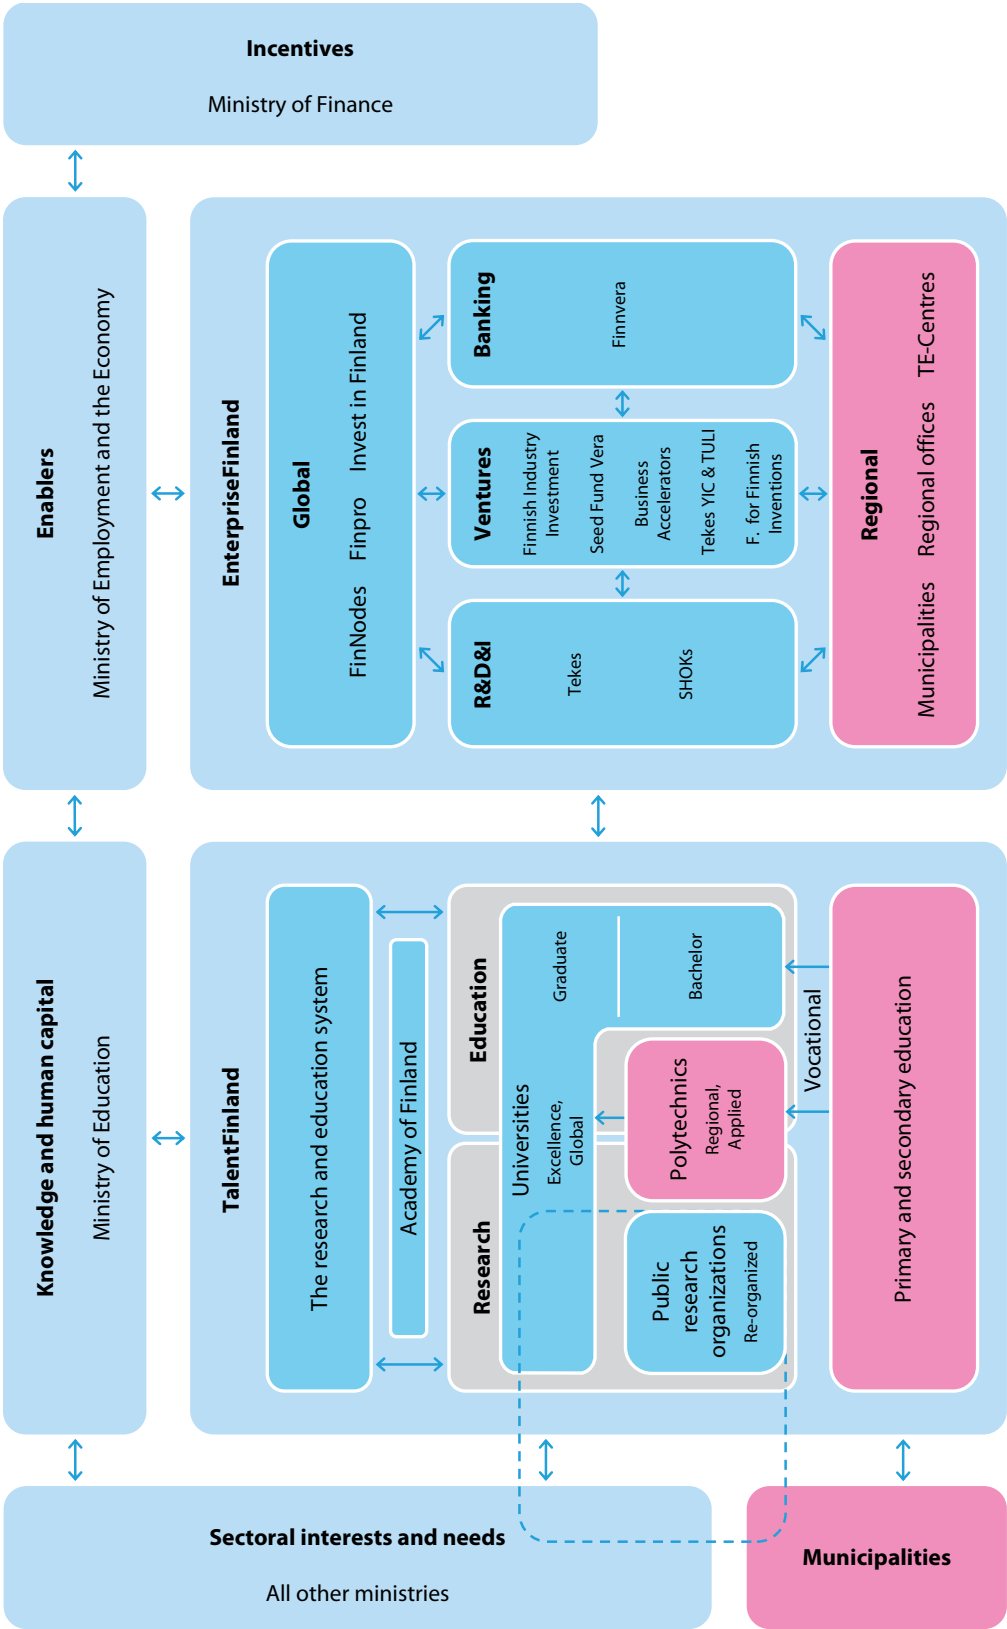 Incentives
Ministry of Finance
Enablers
Ministry of Employment and the Economy
EnterpriseFinland
Global
FinNodes Finpro Invest in Finland
R&D&I
Tekes
SHOKs
Ventures
Finnish Industry
Investment
Seed Fund Vera
Business
Accelerators
Tekes YIC & TULI
F. for Finnish
Inventions
Banking
Finnvera
Regional
Municipalities Regional offices TE-Centres
Knowledge and human capital
Ministry of Education
TalentFinland
The research and education system
Academy of Finland
Research
Education
Universities
Excellence,
Global
Graduate
Bachelor
Public
research
organizations
Re-organized
Polytechnics
Regional,
Applied
Vocational
Primary and secondary education
Sectoral interests and needs
All other ministries
Municipalities